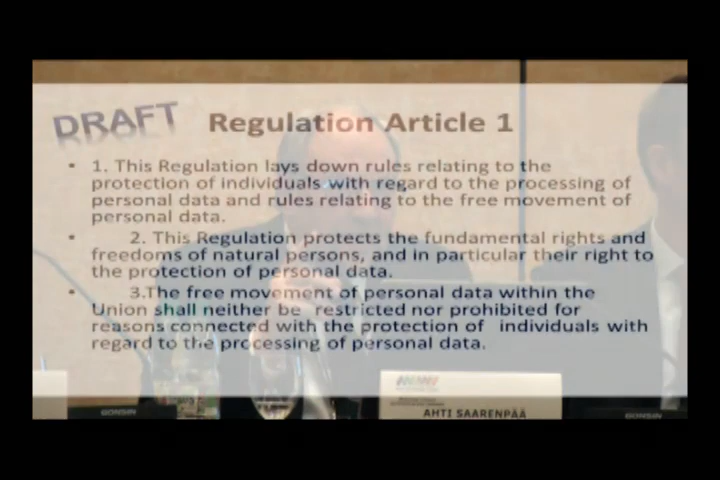 DRAFT
Regulation Article 1
• 1. This Regulation lays down rules relating to the
protection of individuals with regard to the processing of
personal data and rules relating to the free movement of
personal data.
• 2. This Regulation protects the fundamental rights and
freedoms of natural persons, and in particular their right to
the protection of personal data.
• 3.The free movement of personal data within the
Union shall neither be restricted nor prohibited for
reasons connected with the protection of individuals with
regard to the processing of personal data.
AHTI SAARENPÄÄ
GONSIN
GONSIN